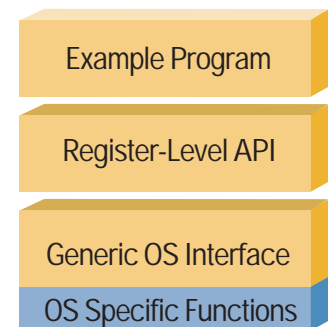 Example Program
Register-Level API
Generic OS Interface
OS Specific Functions